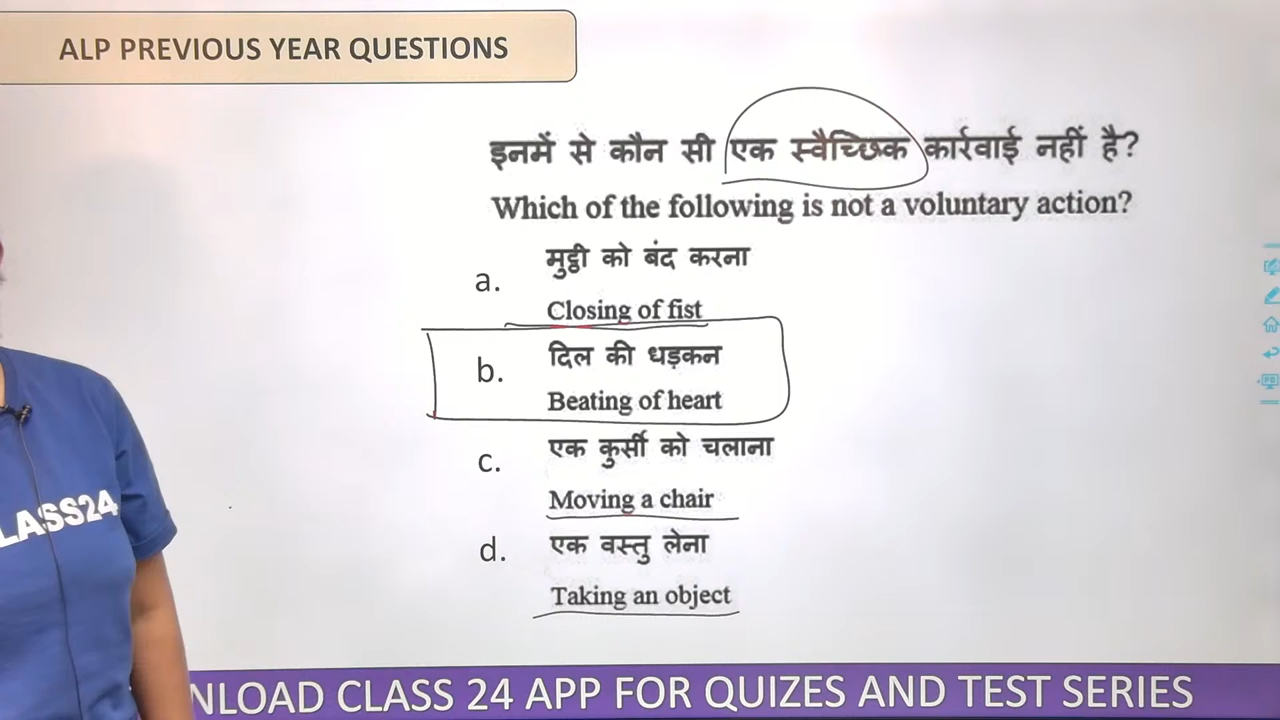 ALP PREVIOUS YEAR QUESTIONS
इनमें से कौन सी एक स्वैच्छिक कार्रवाई नहीं है?
Which of the following is not a voluntary action?
a. मुट्ठी को बंद करना
Closing of fist
b. दिल की धड़कन
Beating of heart
c. एक कुर्सी को चलाना
Moving a chair
d. एक वस्तु लेना
Taking an object
LASS24
NLOAD CLASS 24 APP FOR QUIZES AND TEST SERIES